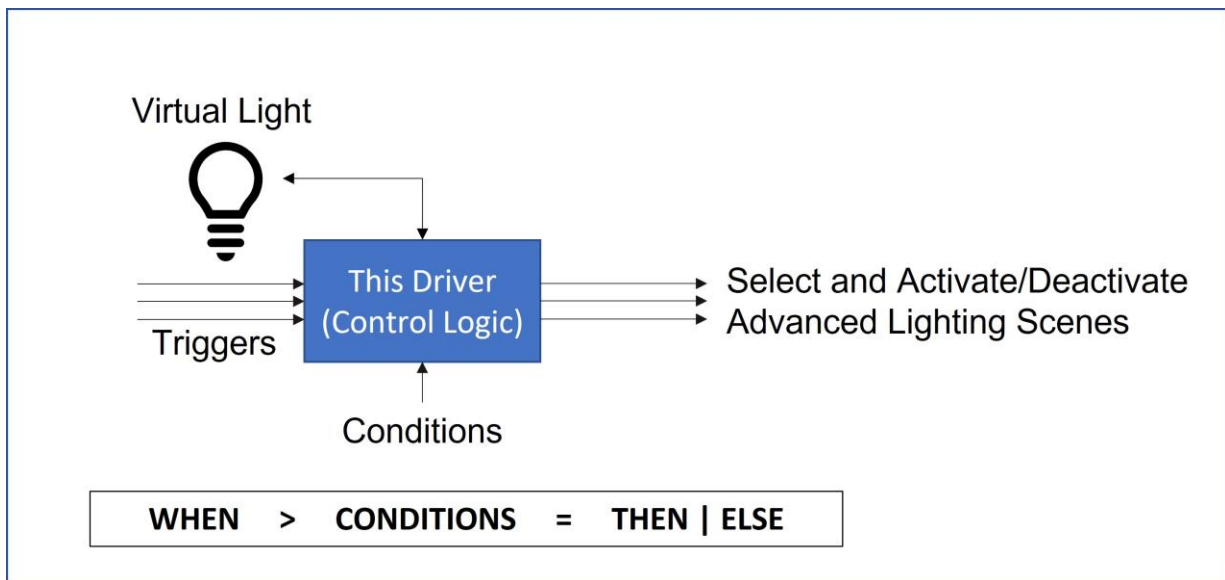 Virtual Light
This Driver
(Control Logic)
Triggers
Select and Activate/Deactivate
Advanced Lighting Scenes
Conditions
WHEN > CONDITIONS = THEN | ELSE